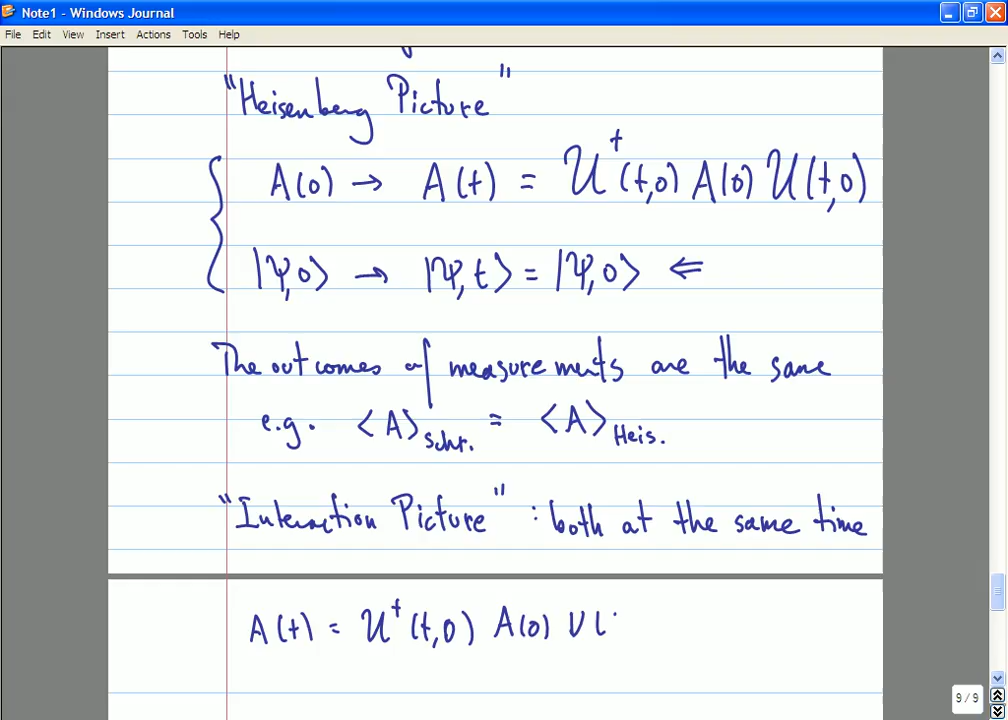 Note1 - Windows Journal
File Edit View Insert Actions Tools Help
"Heisenberg Picture"
A(0) → A(t) = U†(t,0) A(0) U(t,0)
|Ψ,0⟩ → |Ψ,t⟩ = |Ψ,0⟩ ⇐
The outcomes of measurements are the same
e.g. ⟨A⟩Schr. = ⟨A⟩Heis.
"Interaction Picture" : both at the same time
A(t) = U†(t,0) A(0) U(
9/9